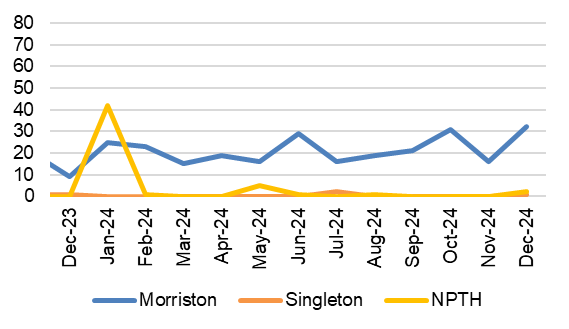 80
70
60
50
40
30
20
10
0
Dec-23
Jan-24
Feb-24
Mar-24
Apr-24
May-24
Jun-24
Jul-24
Aug-24
Sep-24
Oct-24
Nov-24
Dec-24
Morriston Singleton NPTH